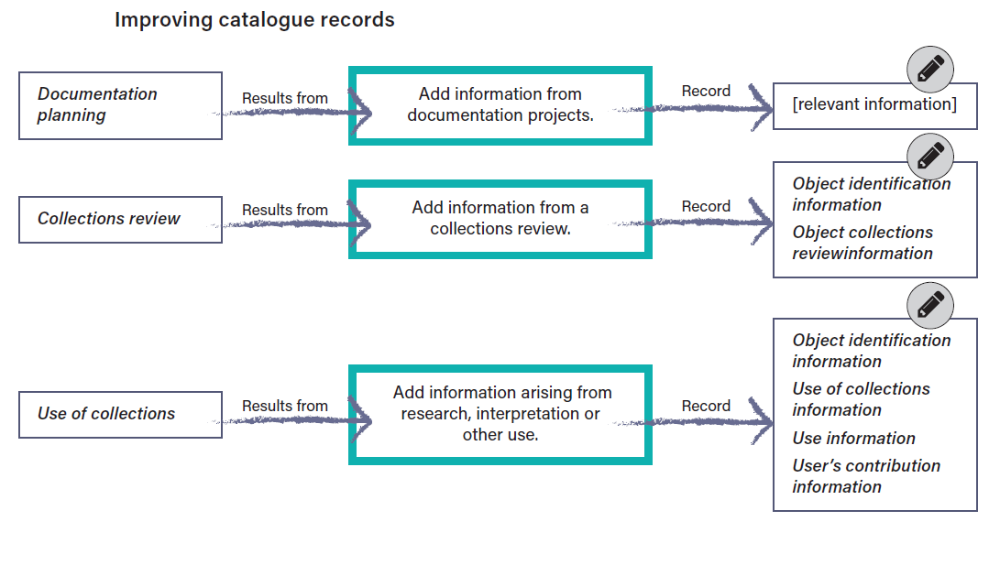 Improving catalogue records
Documentation
planning
Results from
Add information from
documentation projects.
Record
[relevant information]
Collections review
Results from
Add information from a
collections review.
Record
Object identification
information
Object collections
reviewinformation
Use of collections
Results from
Add information arising from
research, interpretation or
other use.
Record
Object identification
information
Use of collections
information
Use information
User’s contribution
information